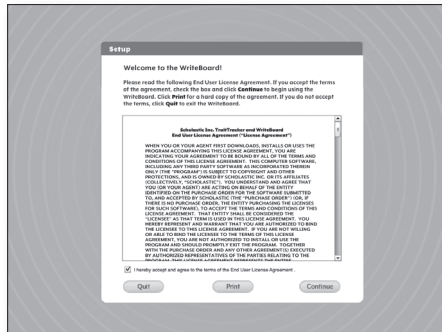 Setup
Welcome to the WriteBoard!
Please read the following End User License Agreement. If you accept the terms
of the agreement, check the box and click Continue to begin using the
WriteBoard. Click Print for a hard copy of the agreement. If you do not accept
the terms, click Quit to exit the WriteBoard.
Scholastic Inc. TraitTracker and WriteBoard
End User License Agreement ("License Agreement")
WHEN YOU OR YOUR AGENT FIRST DOWNLOADS, INSTALLS OR USES THE
PROGRAM ACCOMPANYING THIS LICENSE AGREEMENT, YOU ARE
INDICATING YOUR AGREEMENT TO BE BOUND BY ALL OF THE TERMS AND
CONDITIONS OF THIS LICENSE AGREEMENT. THIS COMPUTER PROGRAM,
INCLUDING ANY THIRD PARTY SOFTWARE AS INCORPORATED THEREIN
ONLY (THE "PROGRAM") IS SUBJECT TO COPYRIGHT AND OTHER
PROTECTIONS, AND IS OWNED BY SCHOLASTIC INC. OR ITS AFFILIATES
(COLLECTIVELY, "SCHOLASTIC"). YOU UNDERSTAND AND AGREE THAT
YOU (OR YOUR AGENT) ARE ACTING ON BEHALF OF THE ENTITY
IDENTIFIED ON THE PURCHASE ORDER FOR THE SOFTWARE SUBMITTED
TO, AND ACCEPTED BY SCHOLASTIC (THE "PURCHASE ORDER") (OR, IF
THERE IS NO PURCHASE ORDER, THE ENTITY PURCHASING THE LICENSES
FOR SUCH SOFTWARE), TO ACCEPT THE TERMS AND CONDITIONS OF THIS
LICENSE AGREEMENT. THAT ENTITY SHALL BE CONSIDERED THE
"LICENSEE" AS THAT TERM IS USED IN THIS LICENSE AGREEMENT. YOU
HEREBY REPRESENT AND WARRANT THAT YOU ARE AUTHORIZED TO BIND
THE LICENSEE TO THIS LICENSE AGREEMENT. IF YOU ARE NOT WILLING
OR ABLE TO BIND THE LICENSEE TO THE TERMS OF THIS LICENSE
AGREEMENT, YOU ARE NOT AUTHORIZED TO INSTALL OR USE THE
PROGRAM AND SHOULD PROMPTLY EXIT THE PROGRAM. TOGETHER
WITH THE PURCHASE ORDER AND ANY OTHER AGREEMENT(S) EXECUTED
BY AUTHORIZED REPRESENTATIVES OF THE PARTIES RELATING TO THE
PROGRAM, THIS LICENSE AGREEMENT REPRESENTS THE ENTIRE
I hereby accept and agree to the terms of the End User License Agreement .
Quit
Print
Continue